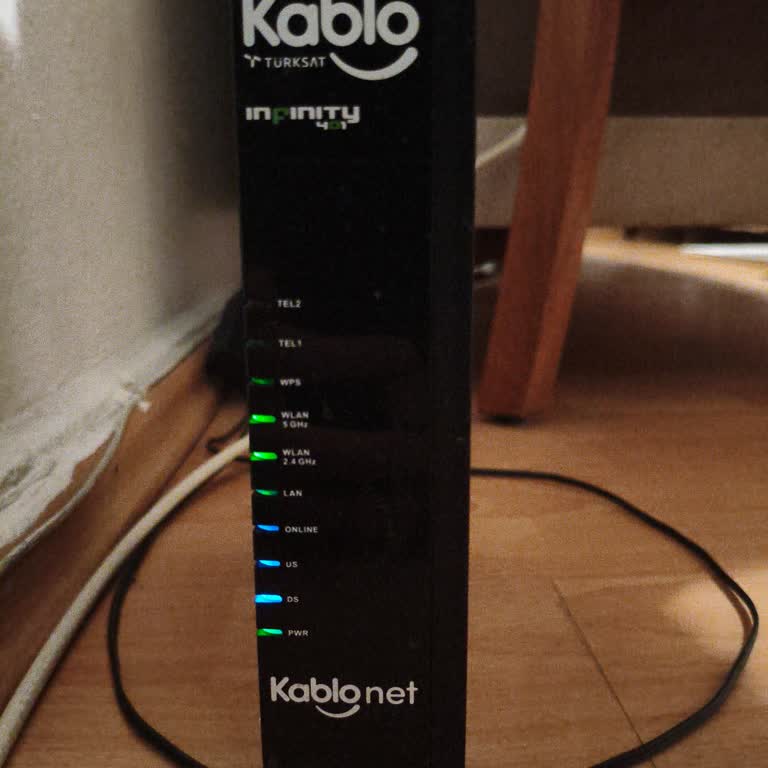 Kablo
TÜRKSAT
INFINITY
401
TEL2
TEL1
WPS
WLAN
5 GHz
WLAN
2.4 GHz
LAN
ONLINE
US
DS
PWR
Kablonet